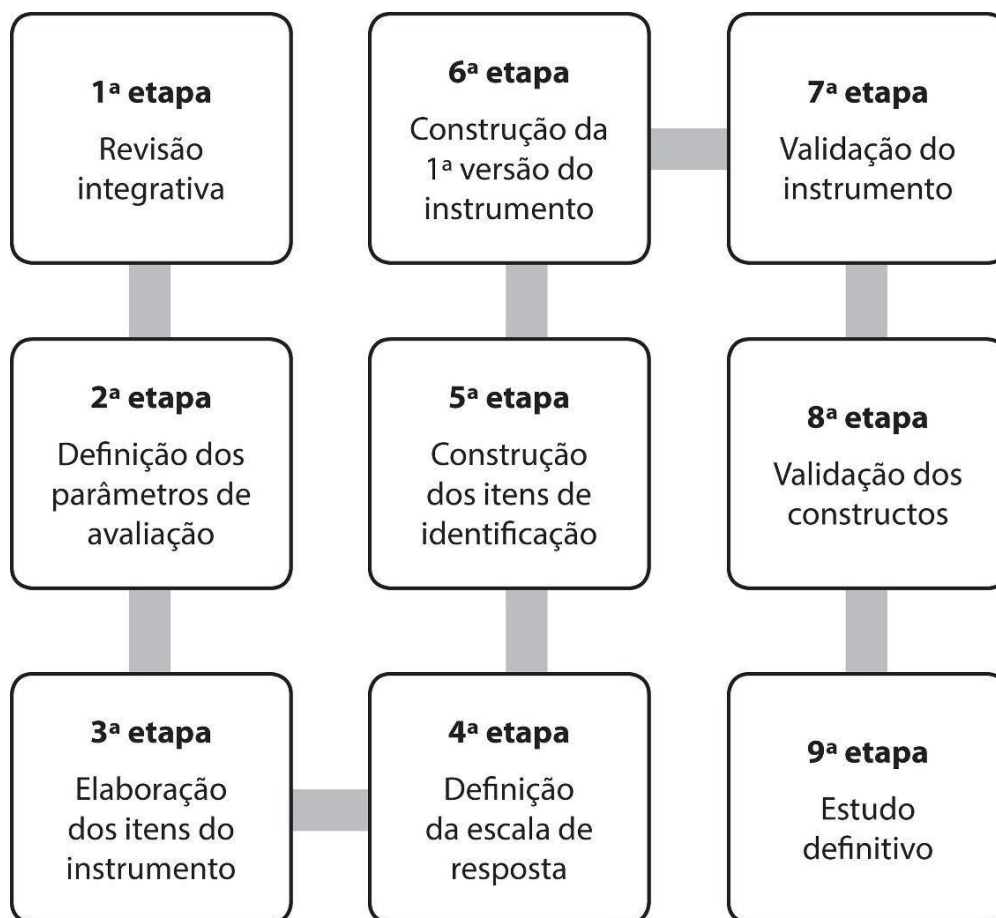 1ª etapa
Revisão
integrativa
2ª etapa
Definição dos
parâmetros de
avaliação
3ª etapa
Elaboração
dos itens do
instrumento
4ª etapa
Definição
da escala de
resposta
5ª etapa
Construção
dos itens de
identificação
6ª etapa
Construção da
1ª versão do
instrumento
7ª etapa
Validação do
instrumento
8ª etapa
Validação dos
constructos
9ª etapa
Estudo
definitivo